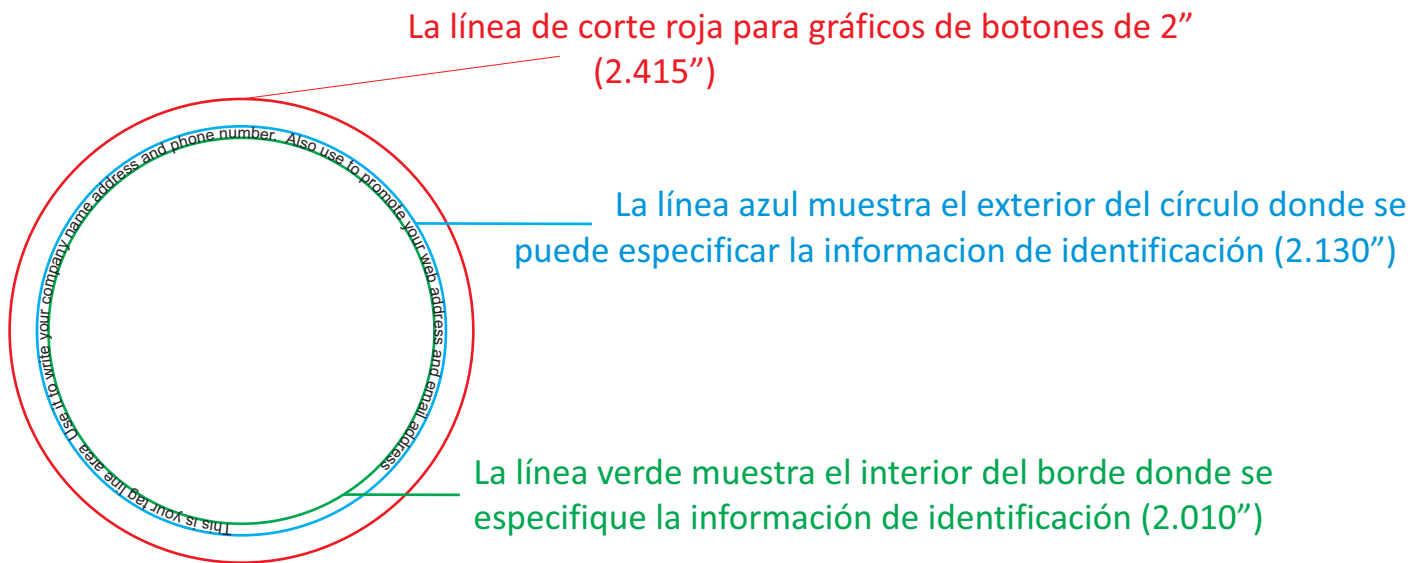 La línea de corte roja para gráficos de botones de 2”
(2.415”)
La línea azul muestra el exterior del círculo donde se
puede especificar la informacion de identificación (2.130”)
La línea verde muestra el interior del borde donde se
especifique la información de identificación (2.010”)
This is your tag line area Use it to write your company name address and phone number. Also use to promote your web address and email address